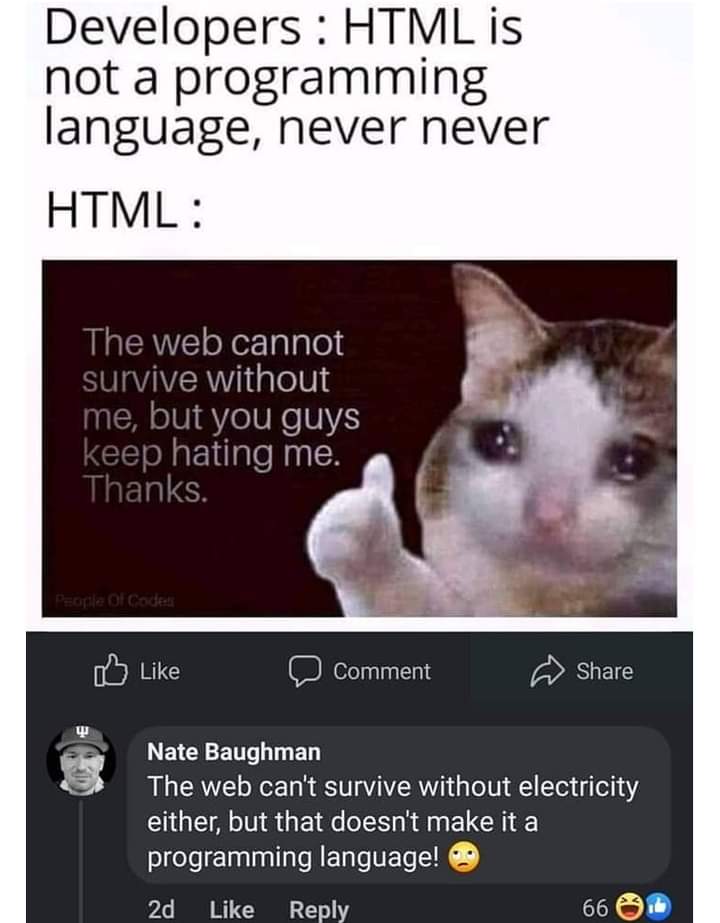 Developers : HTML is
not a programming
language, never never
HTML :
The web cannot
survive without
me, but you guys
keep hating me.
Thanks.
People Of Codes
Like Comment Share
Nate Baughman
The web can't survive without electricity
either, but that doesn't make it a
programming language! 🙄
2d Like Reply 66